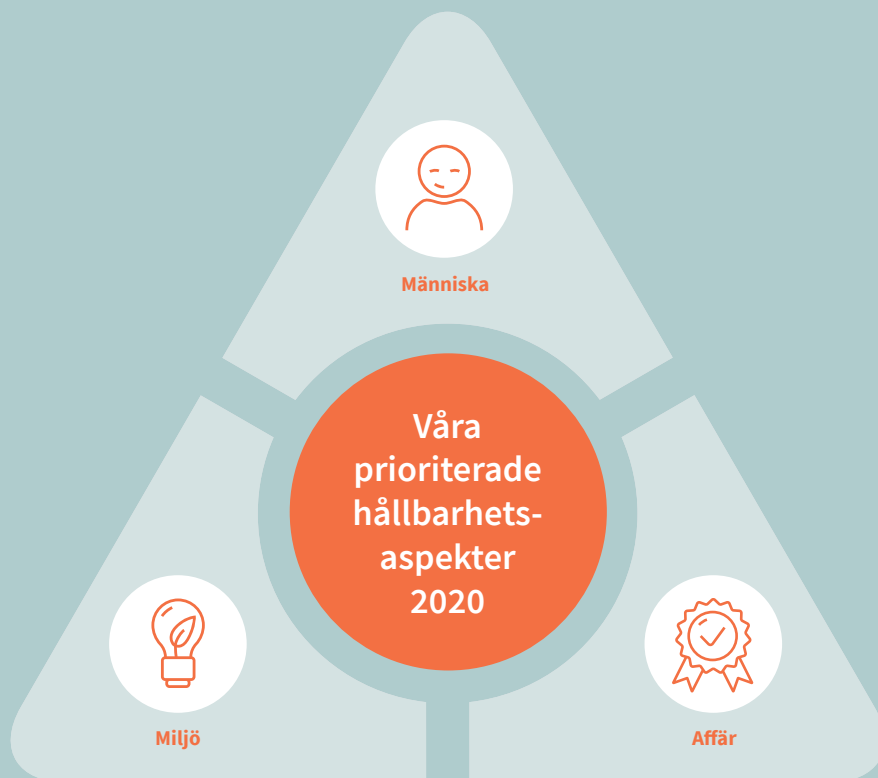 Människa
Våra
prioriterade
hållbarhets-
aspekter
2020
Miljö
Affär